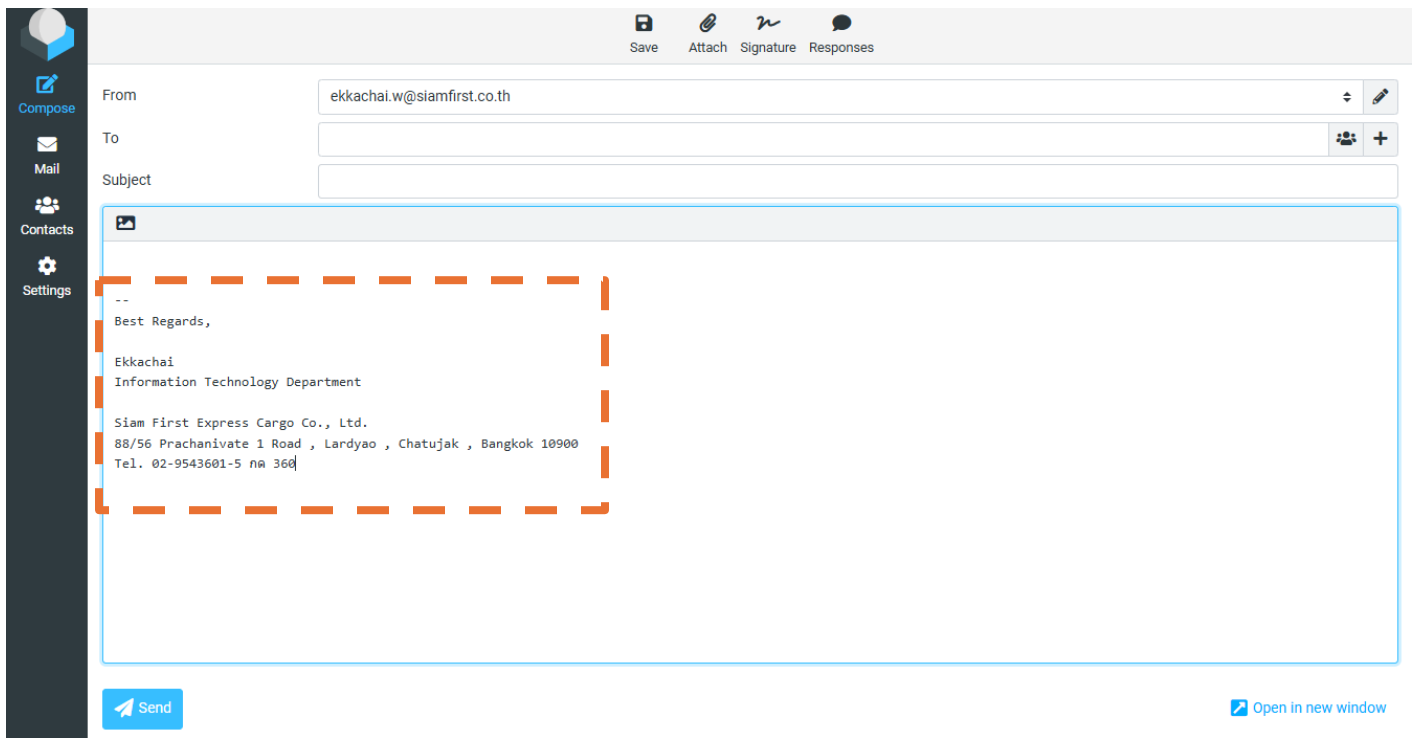 Save Attach Signature Responses
Compose
Mail
Contacts
Settings
From
ekkachai.w@siamfirst.co.th
To
Subject
--
Best Regards,
Ekkachai
Information Technology Department
Siam First Express Cargo Co., Ltd.
88/56 Prachanivate 1 Road , Lardyao , Chatujak , Bangkok 10900
Tel. 02-9543601-5 กด 360
Send
Open in new window